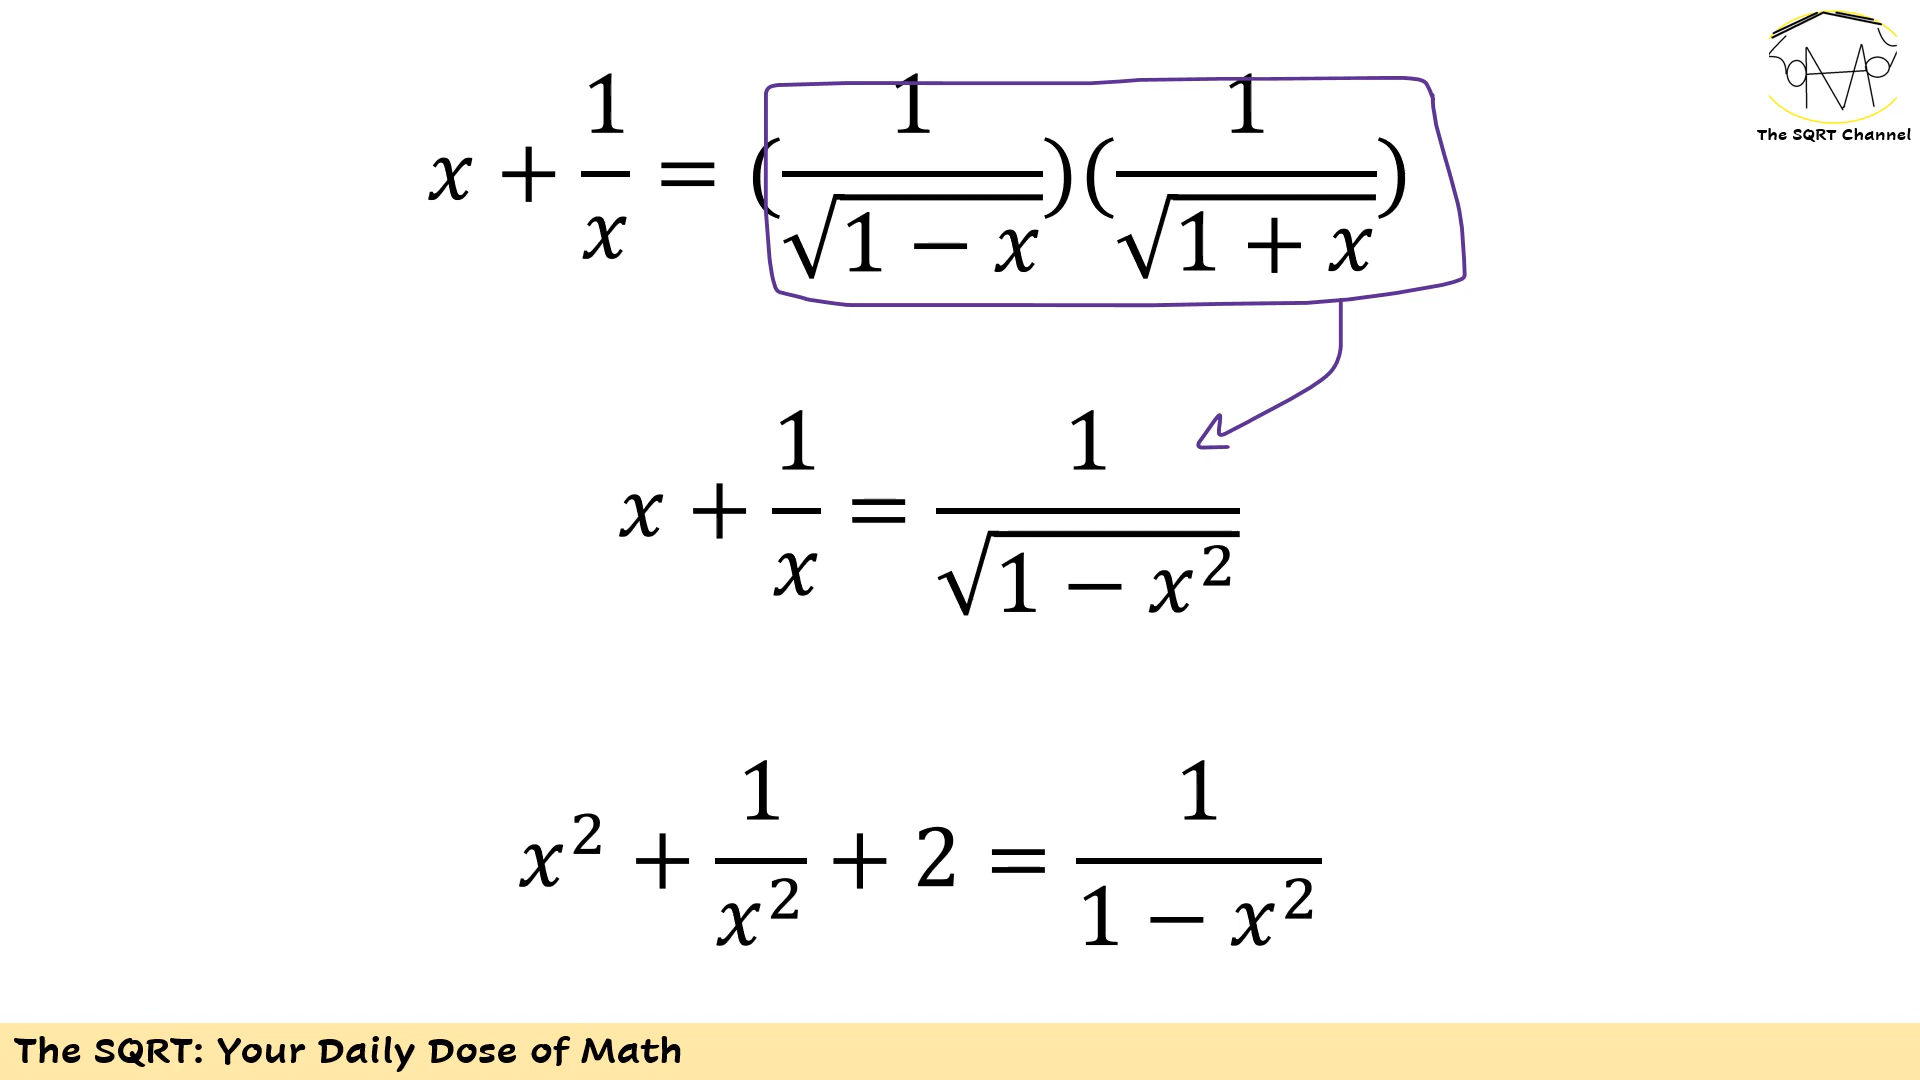 x + 1/x = (1/√(1 − x))(1/√(1 + x))
The SQRT Channel
x + 1/x = 1/√(1 − x²)
x² + 1/x² + 2 = 1/(1 − x²)
The SQRT: Your Daily Dose of Math